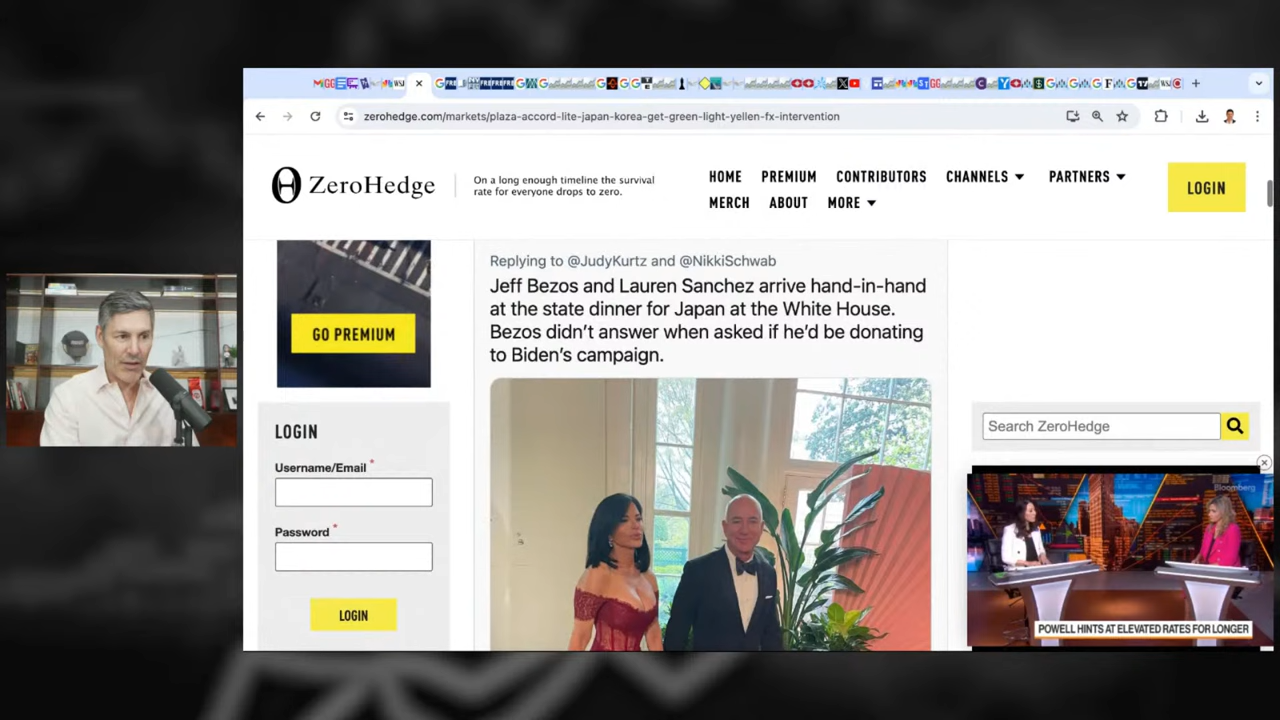 zerohedge.com/markets/plaza-accord-lite-japan-korea-get-green-light-yellen-fx-intervention
ZeroHedge
On a long enough timeline the survival
rate for everyone drops to zero.
HOME PREMIUM CONTRIBUTORS CHANNELS PARTNERS
MERCH ABOUT MORE
LOGIN
GO PREMIUM
Replying to @JudyKurtz and @NikkiSchwab
Jeff Bezos and Lauren Sanchez arrive hand-in-hand
at the state dinner for Japan at the White House.
Bezos didn't answer when asked if he'd be donating
to Biden's campaign.
LOGIN
Username/Email *
Password *
LOGIN
Search ZeroHedge
Bloomberg
POWELL HINTS AT ELEVATED RATES FOR LONGER